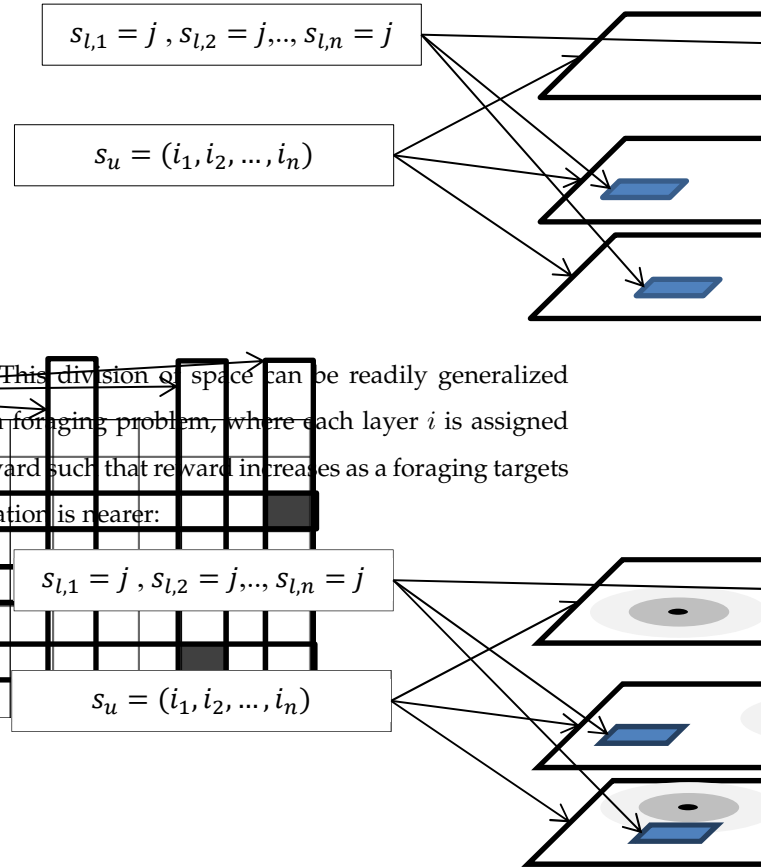 $s_{l,1} = j$ , $s_{l,2} = j$,.., $s_{l,n} = j$
$s_u = (i_1, i_2, … , i_n)$
This division of space can be readily generalized
foraging problem, where each layer $i$ is assigned
such that reward increases as a foraging targets
is nearer:
$s_{l,1} = j$ , $s_{l,2} = j$,.., $s_{l,n} = j$
$s_u = (i_1, i_2, … , i_n)$